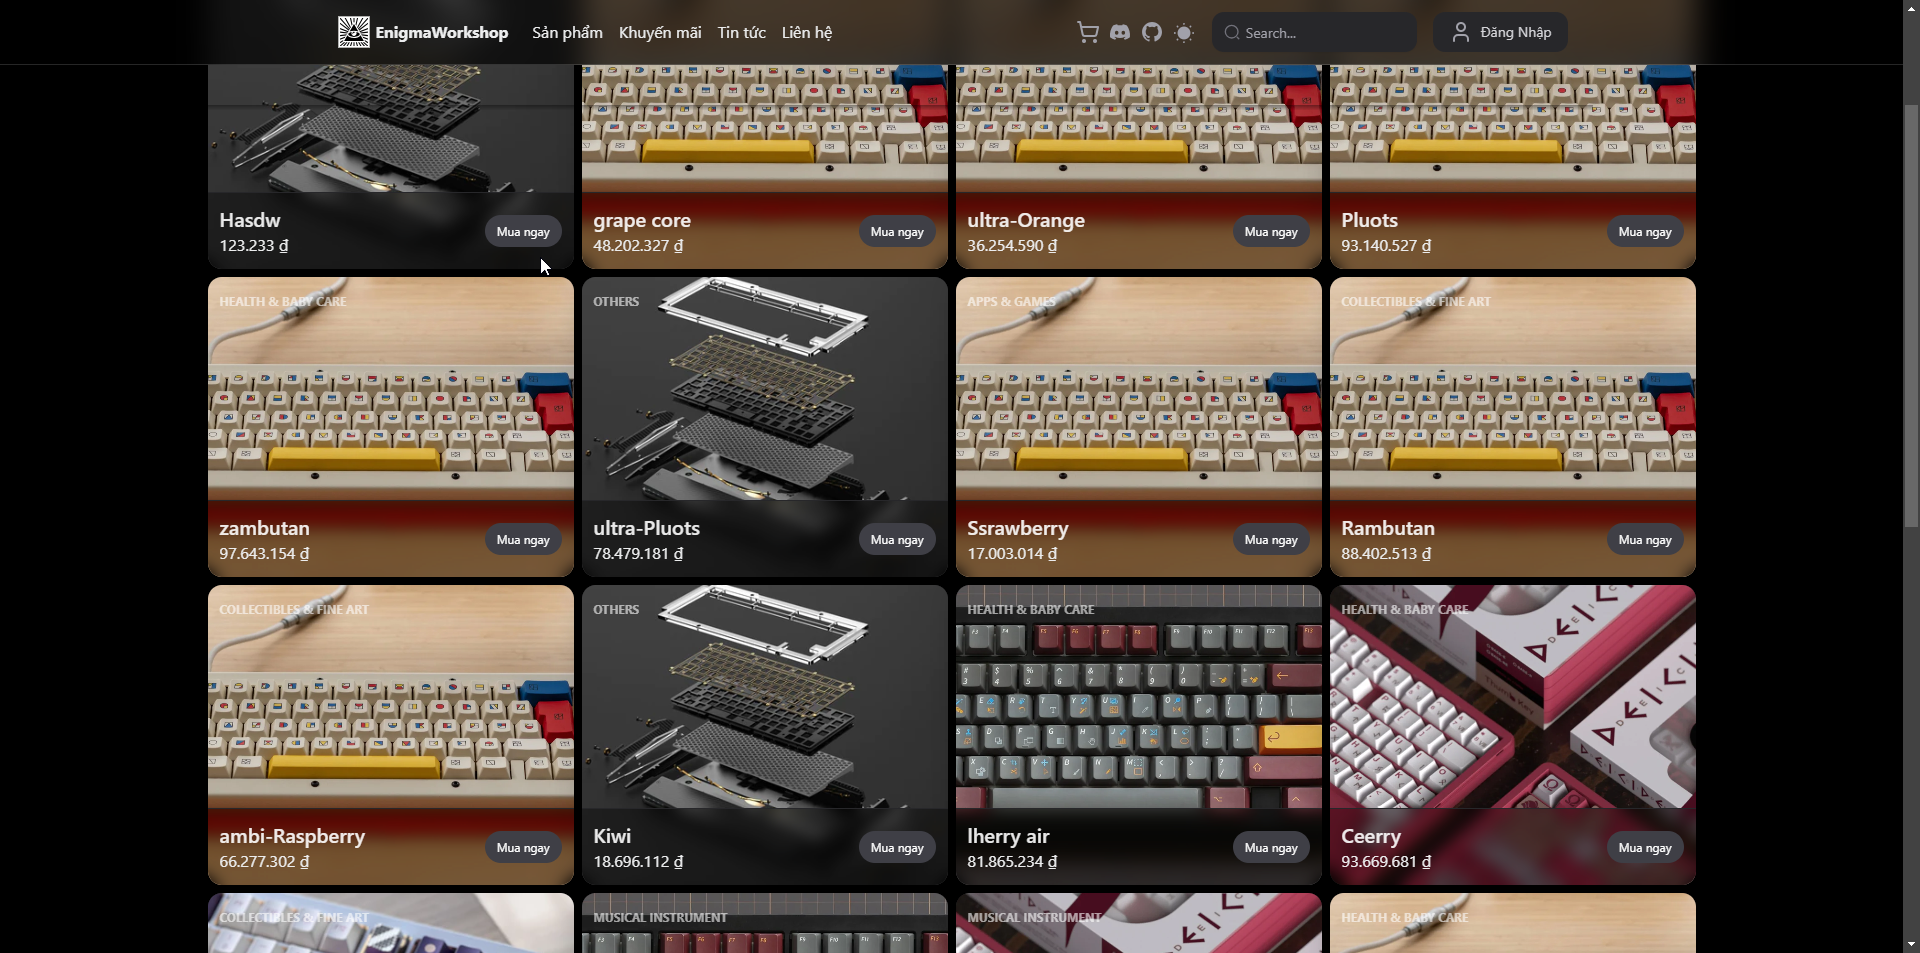 EnigmaWorkshop
Sản phẩm
Khuyến mãi
Tin tức
Liên hệ
Search...
Đăng Nhập
Hasdw
123.233 ₫
Mua ngay
grape core
48.202.327 ₫
Mua ngay
ultra-Orange
36.254.590 ₫
Mua ngay
Pluots
93.140.527 ₫
Mua ngay
HEALTH & BABY CARE
zambutan
97.643.154 ₫
Mua ngay
OTHERS
ultra-Pluots
78.479.181 ₫
Mua ngay
APPS & GAMES
Ssrawberry
17.003.014 ₫
Mua ngay
COLLECTIBLES & FINE ART
Rambutan
88.402.513 ₫
Mua ngay
COLLECTIBLES & FINE ART
ambi-Raspberry
66.277.302 ₫
Mua ngay
OTHERS
Kiwi
18.696.112 ₫
Mua ngay
HEALTH & BABY CARE
lherry air
81.865.234 ₫
Mua ngay
HEALTH & BABY CARE
Ceerry
93.669.681 ₫
Mua ngay
COLLECTIBLES & FINE ART
MUSICAL INSTRUMENT
MUSICAL INSTRUMENT
HEALTH & BABY CARE